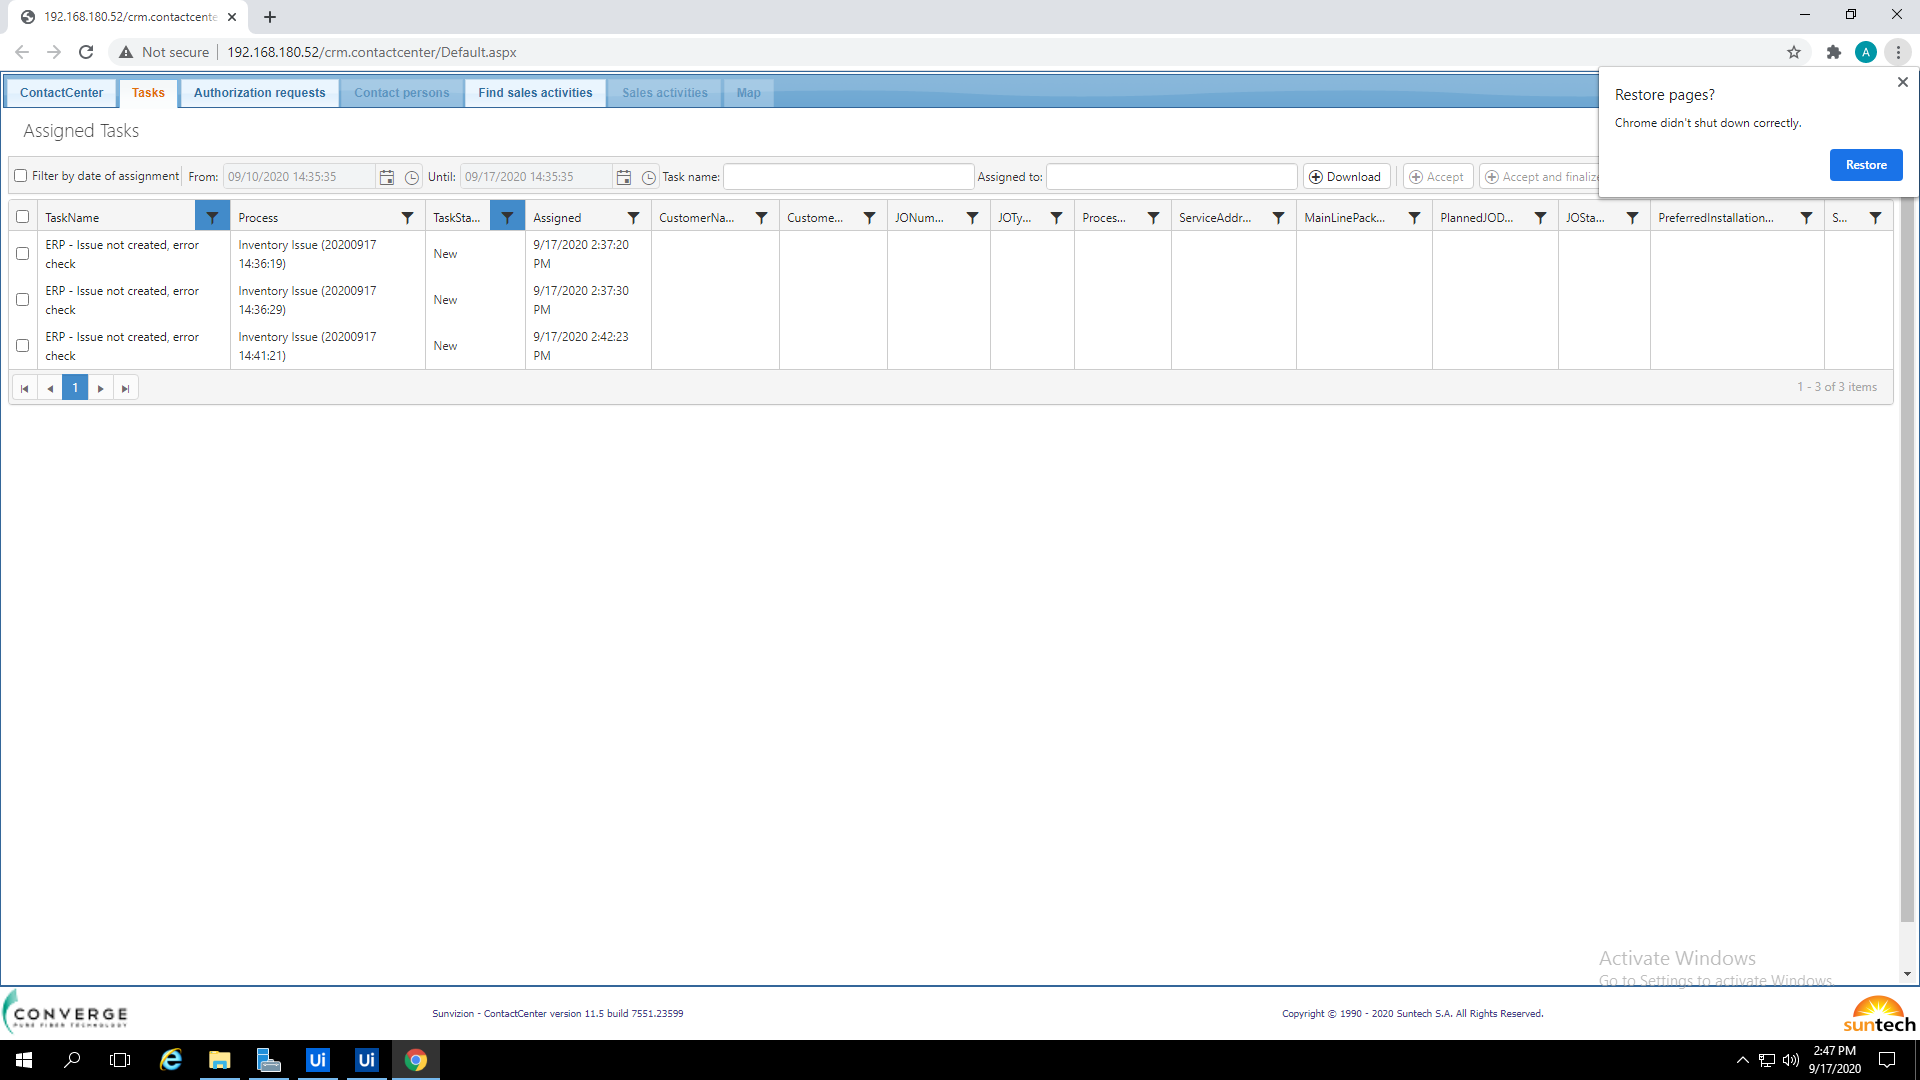 192.168.180.52/crm.contactcente
Not secure
192.168.180.52/crm.contactcenter/Default.aspx
A
ContactCenter
Tasks
Authorization requests
Contact persons
Find sales activities
Sales activities
Map
Restore pages?
Chrome didn't shut down correctly.
Restore
Assigned Tasks
Filter by date of assignment From: 09/10/2020 14:35:35 Until: 09/17/2020 14:35:35 Task name: Assigned to: Download Accept Accept and finalize
TaskName Process TaskSta... Assigned CustomerNa... Custome... JONum... JOTy... Proces... ServiceAddr... MainLinePack... PlannedJOD... JOSta... PreferredInstallation... S...
ERP - Issue not created, error check
Inventory Issue (20200917 14:36:19)
New
9/17/2020 2:37:20 PM
ERP - Issue not created, error check
Inventory Issue (20200917 14:36:29)
New
9/17/2020 2:37:30 PM
ERP - Issue not created, error check
Inventory Issue (20200917 14:41:21)
New
9/17/2020 2:42:23 PM
1
1 - 3 of 3 items
Activate Windows
Go to Settings to activate Windows.
CONVERGE
PURE FIBER TECHNOLOGY
Sunvizion - ContactCenter version 11.5 build 7551.23599
Copyright © 1990 - 2020 Suntech S.A. All Rights Reserved.
suntech
Ui
Ui
2:47 PM
9/17/2020